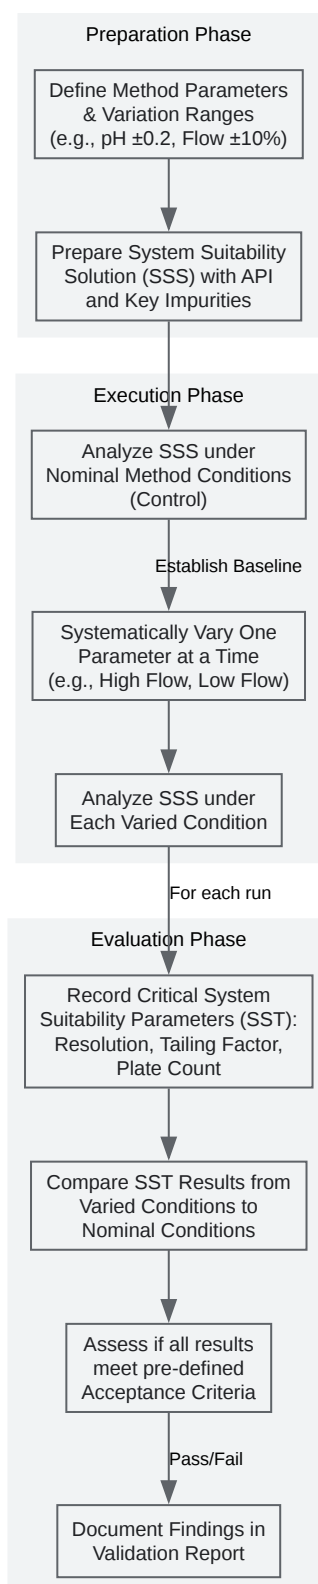 Preparation Phase
Define Method Parameters
& Variation Ranges
(e.g., pH ±0.2, Flow ±10%)
Prepare System Suitability
Solution (SSS) with API
and Key Impurities
Execution Phase
Analyze SSS under
Nominal Method Conditions
(Control)
Establish Baseline
Systematically Vary One
Parameter at a Time
(e.g., High Flow, Low Flow)
Analyze SSS under
Each Varied Condition
For each run
Evaluation Phase
Record Critical System
Suitability Parameters (SST):
Resolution, Tailing Factor,
Plate Count
Compare SST Results from
Varied Conditions to
Nominal Conditions
Assess if all results
meet pre-defined
Acceptance Criteria
Pass/Fail
Document Findings in
Validation Report